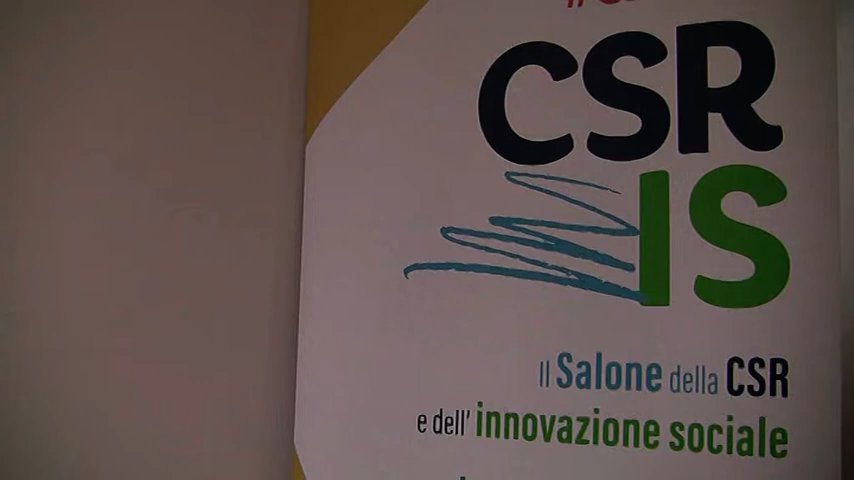 CSR
IS
Il Salone della CSR
e dell' innovazione sociale